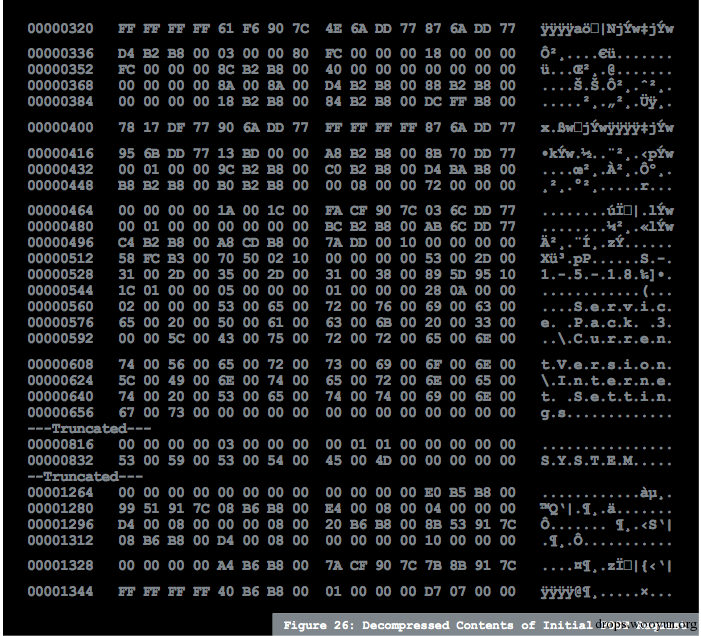 00000320 FF FF FF FF 61 F6 90 7C 4E 6A DD 77 87 6A DD 77 ÿÿÿÿaö□|NjÝw‡jÝw
00000336 D4 B2 B8 00 03 00 00 80 FC 00 00 00 18 00 00 00 Ô²¸....€ü.......
00000352 FC 00 00 00 8C B2 B8 00 40 00 00 00 00 00 00 00 ü...Œ²¸.@.......
00000368 00 00 00 00 8A 00 8A 00 D4 B2 B8 00 88 B2 B8 00 ....Š.Š.Ô²¸.ˆ²¸.
00000384 00 00 00 00 18 B2 B8 00 84 B2 B8 00 DC FF B8 00 .....²¸.„²¸.Üÿ¸.
00000400 78 17 DF 77 90 6A DD 77 FF FF FF FF 87 6A DD 77 x.ßw□jÝwÿÿÿÿ‡jÝw
00000416 95 6B DD 77 13 BD 00 00 A8 B2 B8 00 8B 70 DD 77 •kÝw.½..¨²¸.‹pÝw
00000432 00 01 00 00 9C B2 B8 00 C0 B2 B8 00 D4 BA B8 00 ....œ²¸.À²¸.Ôº¸.
00000448 B8 B2 B8 00 B0 B2 B8 00 00 08 00 00 72 00 00 00 ¸²¸.°²¸.....r...
00000464 00 00 00 00 1A 00 1C 00 FA CF 90 7C 03 6C DD 77 ........úÏ□|.lÝw
00000480 00 01 00 00 00 00 00 00 BC B2 B8 00 AB 6C DD 77 ........¼²¸.«lÝw
00000496 C4 B2 B8 00 A8 CD B8 00 7A DD 00 10 00 00 00 00 Ä²¸.¨Í¸.zÝ......
00000512 58 FC B3 00 70 50 02 10 00 00 00 00 53 00 2D 00 Xü³.pP......S.-.
00000528 31 00 2D 00 35 00 2D 00 31 00 38 00 89 5D 95 10 1.-.5.-.1.8.‰]•.
00000544 1C 01 00 00 05 00 00 00 01 00 00 00 28 0A 00 00 ............(...
00000560 02 00 00 00 53 00 65 00 72 00 76 00 69 00 63 00 ....S.e.r.v.i.c.
00000576 65 00 20 00 50 00 61 00 63 00 6B 00 20 00 33 00 e. .P.a.c.k. .3.
00000592 00 00 5C 00 43 00 75 00 72 00 72 00 65 00 6E 00 ..\.C.u.r.r.e.n.
00000608 74 00 56 00 65 00 72 00 73 00 69 00 6F 00 6E 00 t.V.e.r.s.i.o.n.
00000624 5C 00 49 00 6E 00 74 00 65 00 72 00 6E 00 65 00 \.I.n.t.e.r.n.e.
00000640 74 00 20 00 53 00 65 00 74 00 74 00 69 00 6E 00 t. .S.e.t.t.i.n.
00000656 67 00 73 00 00 00 00 00 00 00 00 00 00 00 00 00 g.s.............
---Truncated---
00000816 00 00 00 00 03 00 00 00 00 01 01 00 00 00 00 00 ................
00000832 53 00 59 00 53 00 54 00 45 00 4D 00 00 00 00 00 S.Y.S.T.E.M.....
--Truncated---
00001264 00 00 00 00 00 00 00 00 00 00 00 00 E0 B5 B8 00 ............àµ¸.
00001280 99 51 91 7C 08 B6 B8 00 E4 00 08 00 04 00 00 00 ™Q‘|.¶¸.ä.......
00001296 D4 00 08 00 00 00 08 00 20 B6 B8 00 8B 53 91 7C Ô....... ¶¸.‹S‘|
00001312 08 B6 B8 00 D4 00 08 00 00 00 00 00 10 00 00 00 .¶¸.Ô...........
00001328 00 00 00 00 A4 B6 B8 00 7A CF 90 7C 7B 8B 91 7C ....¤¶¸.zÏ□|{‹‘|
00001344 FF FF FF FF 40 B6 B8 00 01 00 00 00 D7 07 00 00 ÿÿÿÿ@¶¸.....×...
Figure 26: Decompressed Contents of Initial
drops.wooyun.org